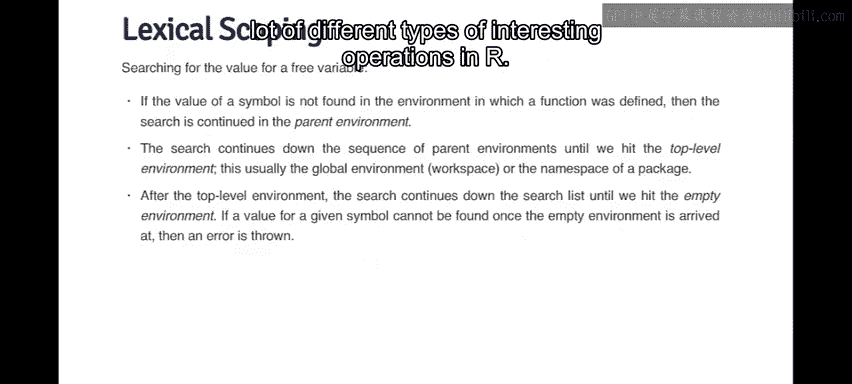 Lexical Scoping
lot of different types of interesting
operations in R.
Searching for the value for a free variable:
· If the value of a symbol is not found in the environment in which a function was defined, then the
search is continued in the parent environment.
· The search continues down the sequence of parent environments until we hit the top-level
environment; this usually the global environment (workspace) or the namespace of a package.
· After the top-level environment, the search continues down the search list until we hit the empty
environment. If a value for a given symbol cannot be found once the empty environment is arrived
at, then an error is thrown.